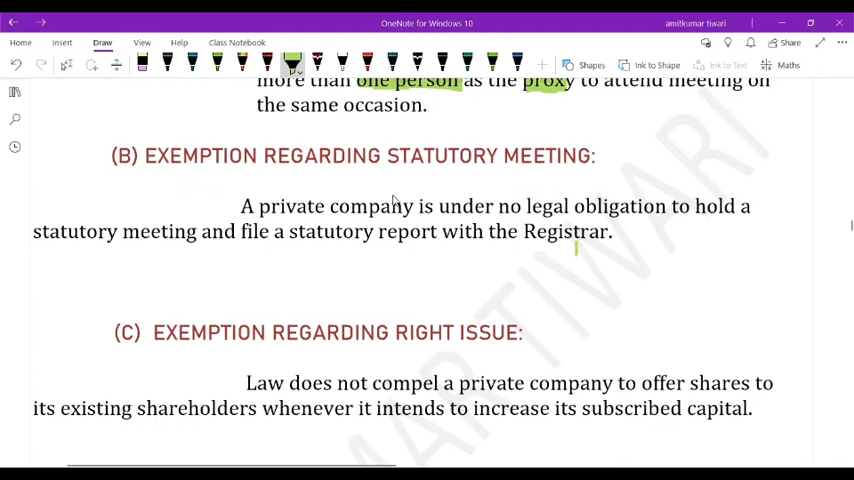 OneNote for Windows 10
amitkumar tiwari
Home Insert Draw View Help Class Notebook
Share
Shapes Ink to Shape Ink to Text Maths
more than one person as the proxy to attend meeting on
the same occasion.
(B) EXEMPTION REGARDING STATUTORY MEETING:
A private company is under no legal obligation to hold a
statutory meeting and file a statutory report with the Registrar.
(C) EXEMPTION REGARDING RIGHT ISSUE:
Law does not compel a private company to offer shares to
its existing shareholders whenever it intends to increase its subscribed capital.
MAR TIWARI